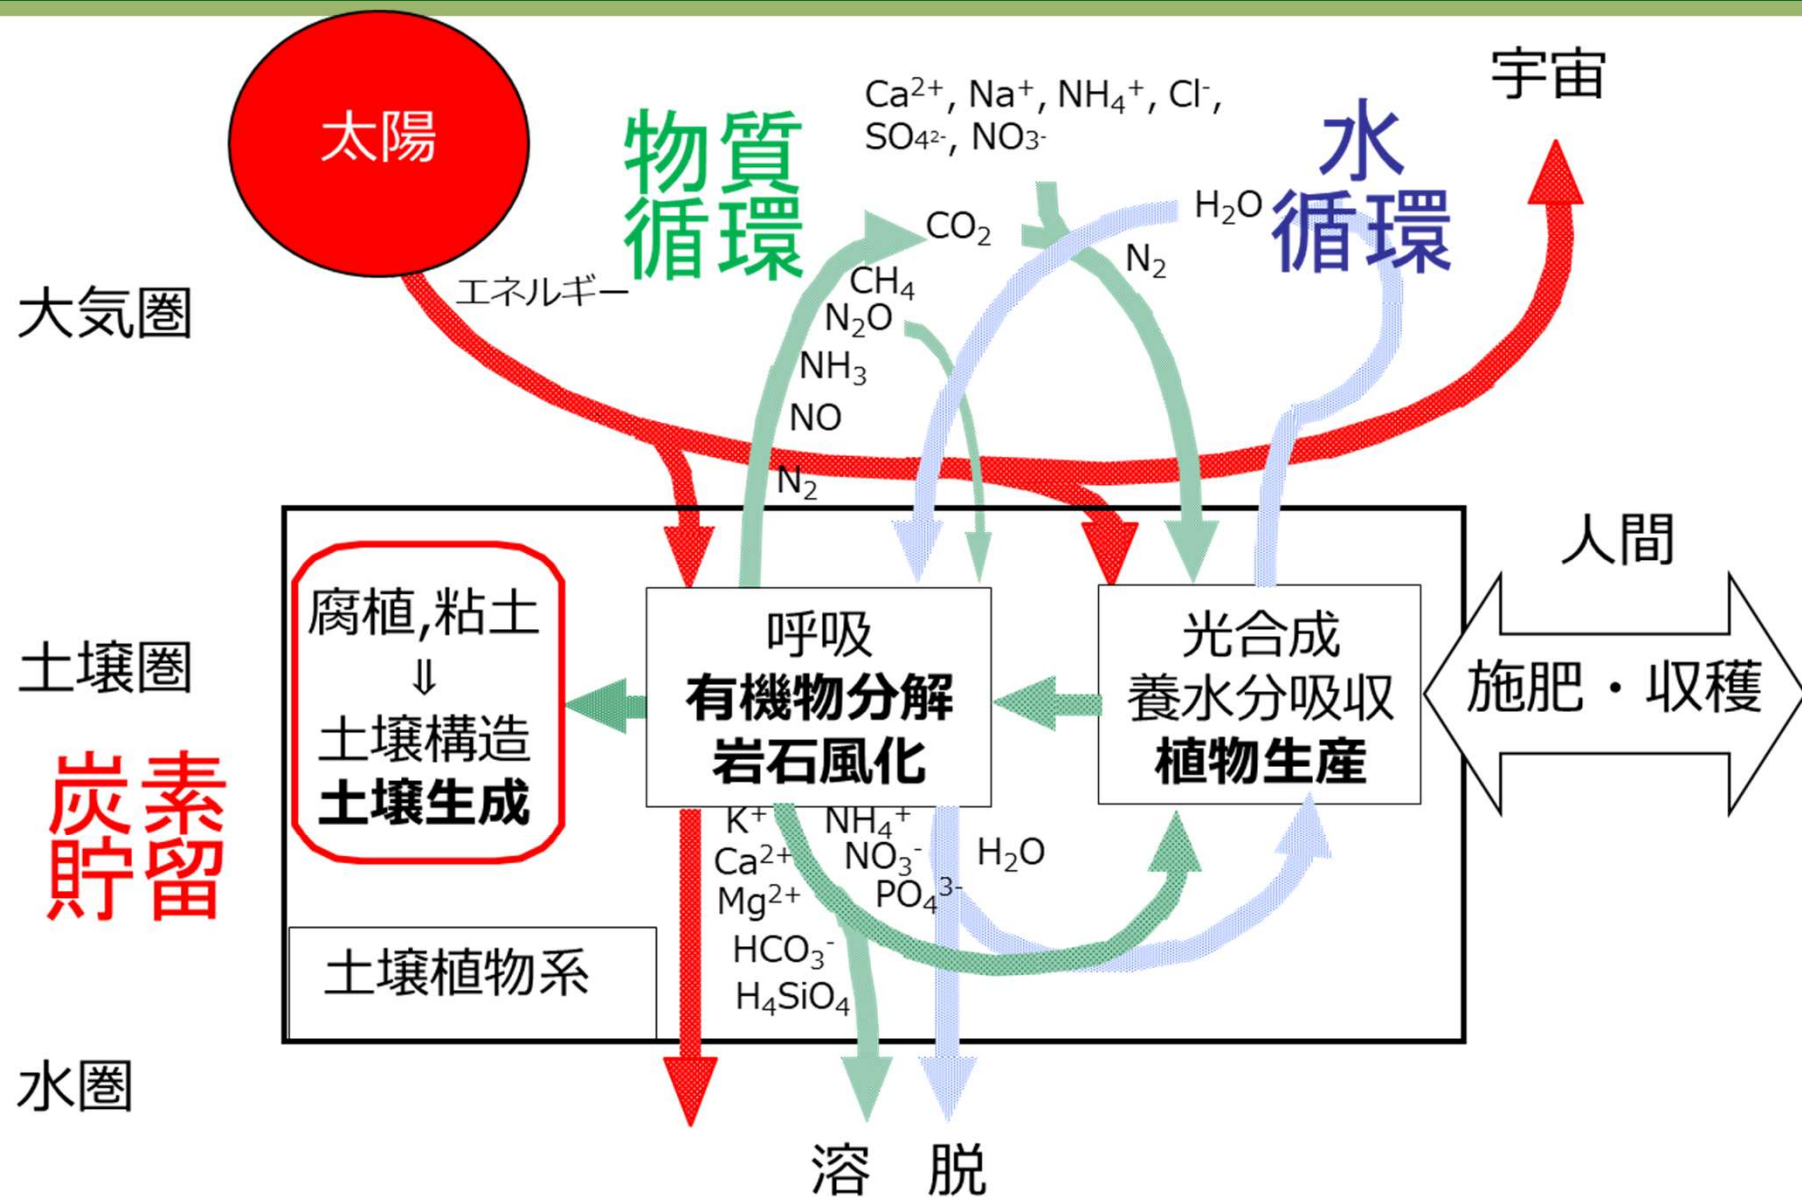 太陽
物質
循環
Ca²⁺, Na⁺, NH₄⁺, Cl⁻,
SO₄²⁻, NO₃⁻
水
循環
宇宙
H₂O
CO₂
N₂
エネルギー
CH₄
N₂O
NH₃
NO
N₂
大気圏
人間
施肥・収穫
土壌圏
腐植,粘土
⇓
土壌構造
土壌生成
呼吸
有機物分解
岩石風化
光合成
養水分吸収
植物生産
炭素
貯留
K⁺
Ca²⁺
Mg²⁺
HCO₃⁻
H₄SiO₄
NH₄⁺
NO₃⁻
PO₄³⁻
H₂O
土壌植物系
水圏
溶 脱